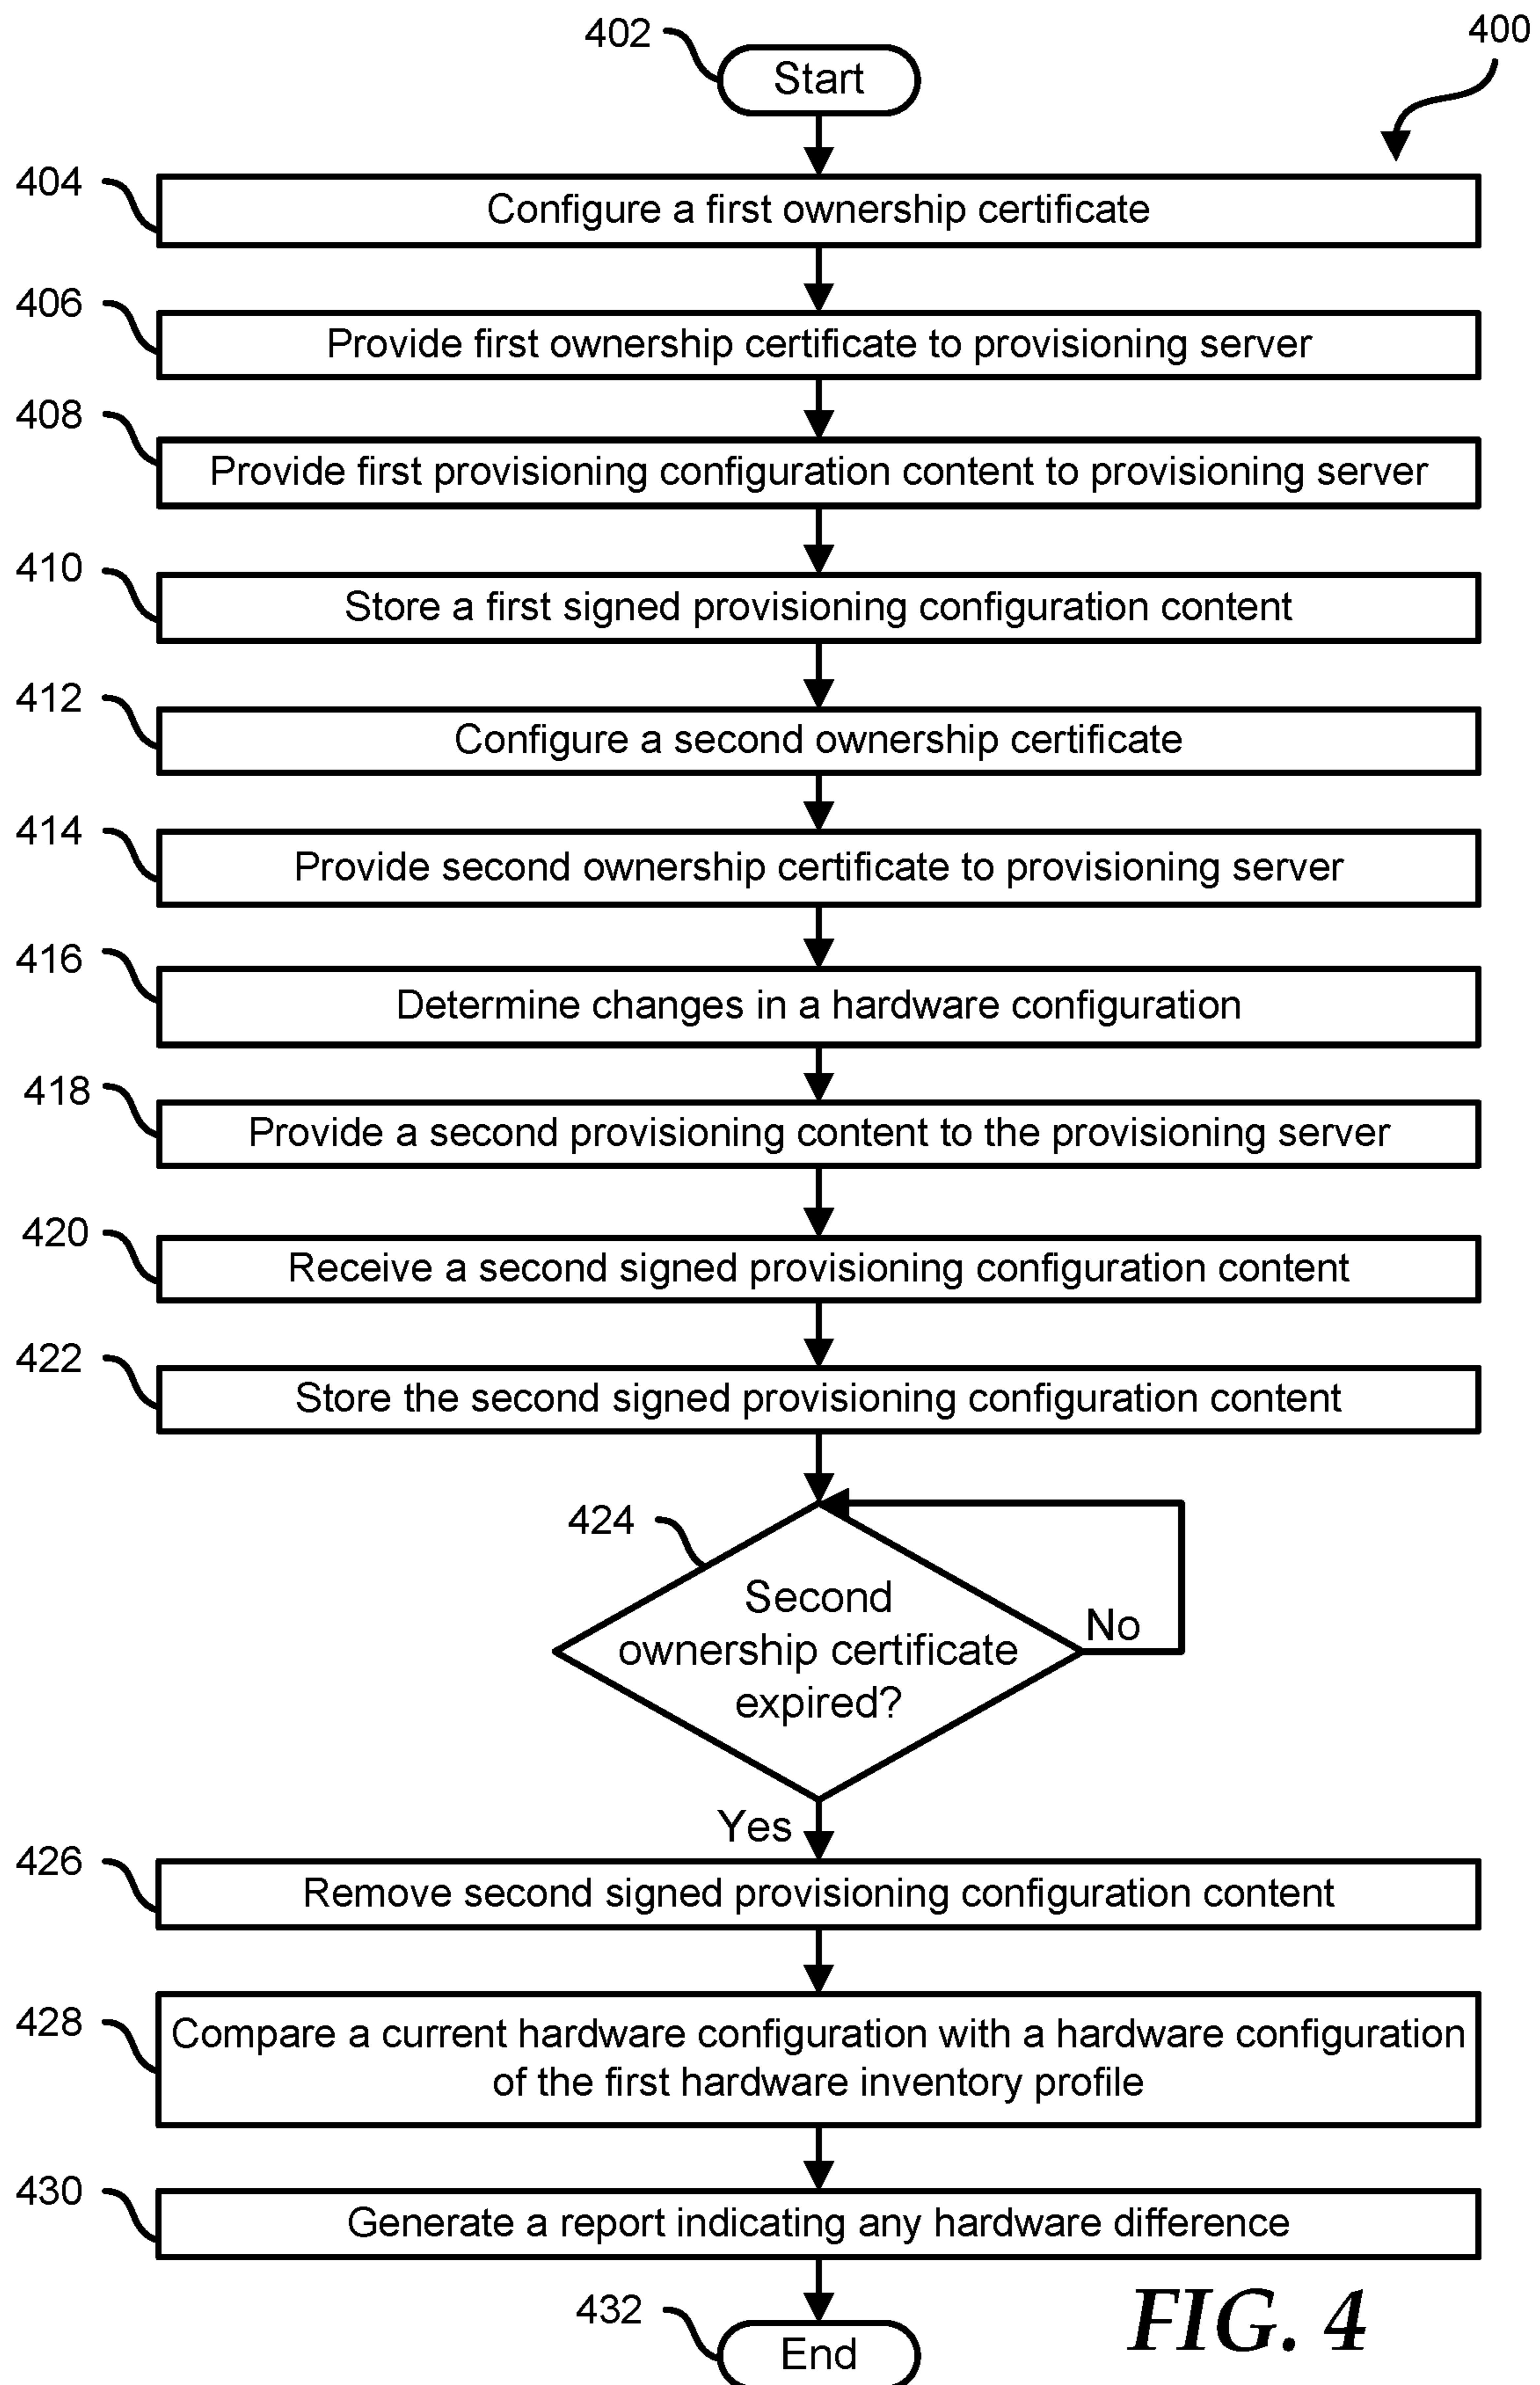 402
400
Start
404
Configure a first ownership certificate
406
Provide first ownership certificate to provisioning server
408
Provide first provisioning configuration content to provisioning server
410
Store a first signed provisioning configuration content
412
Configure a second ownership certificate
414
Provide second ownership certificate to provisioning server
416
Determine changes in a hardware configuration
418
Provide a second provisioning content to the provisioning server
420
Receive a second signed provisioning configuration content
422
Store the second signed provisioning configuration content
424
Second
ownership certificate
expired?
No
Yes
426
Remove second signed provisioning configuration content
428
Compare a current hardware configuration with a hardware configuration
of the first hardware inventory profile
430
Generate a report indicating any hardware difference
432
End
FIG. 4